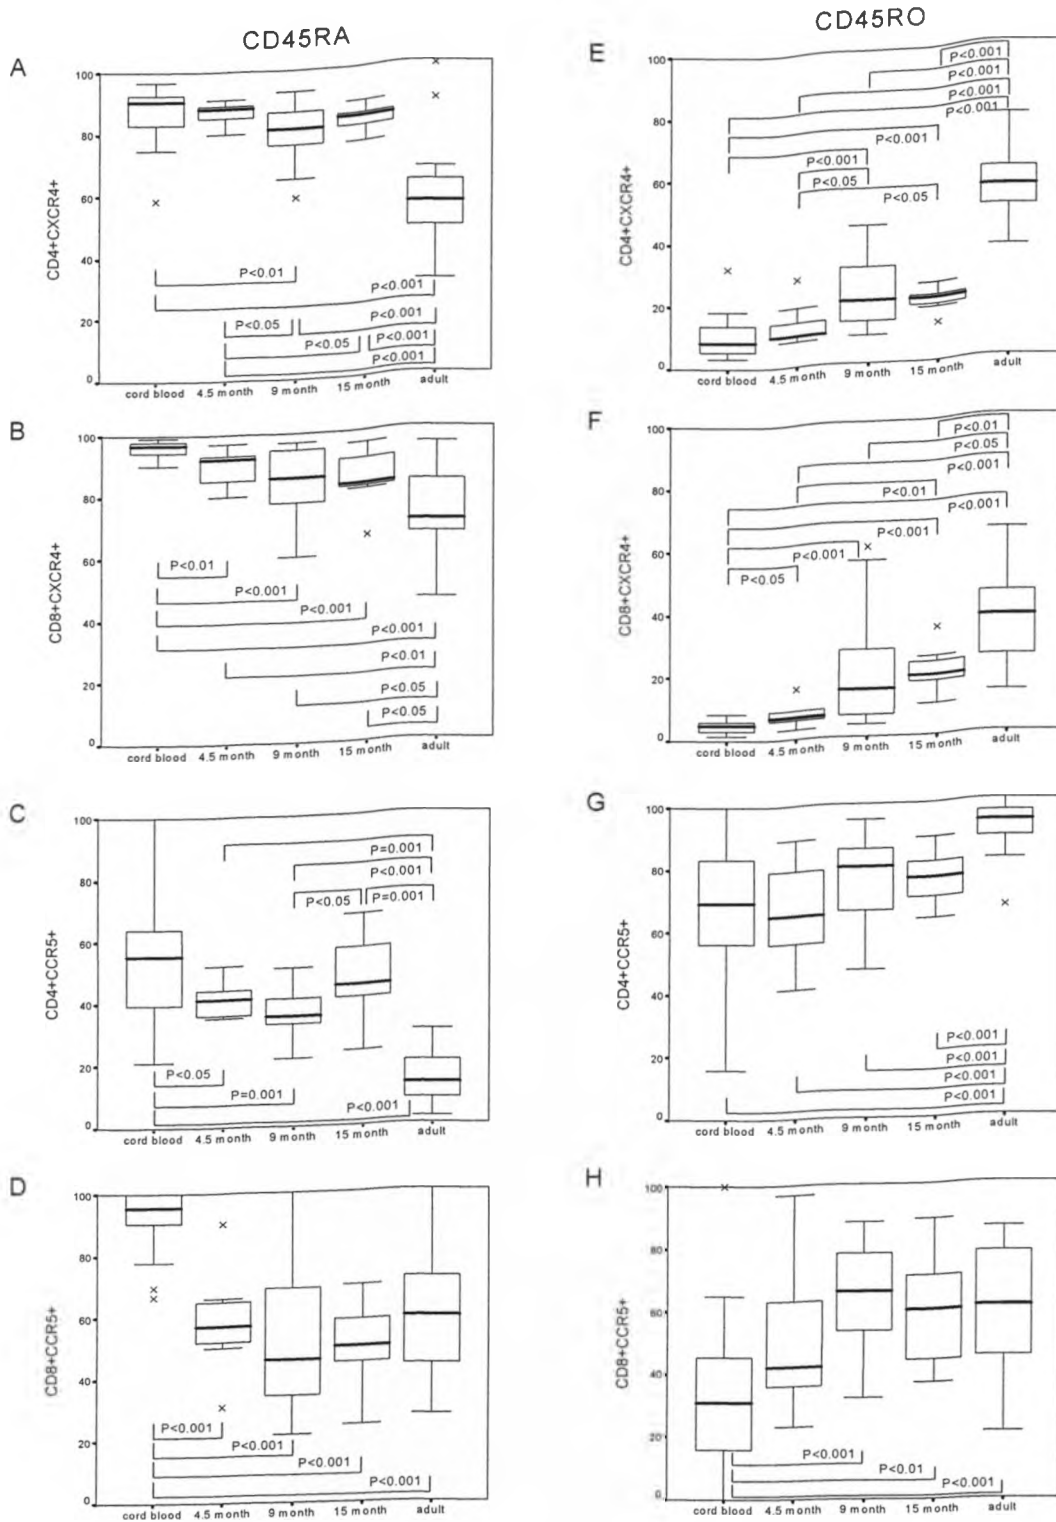 CD45RA
A
CD4+CXCR4+
100
80
60
40
20
0
P<0.01
P<0.001
P<0.05
P<0.001
P<0.05
P<0.001
P<0.001
cord blood 4.5 month 9 month 15 month adult
B
CD8+CXCR4+
100
80
60
40
20
0
P<0.01
P<0.001
P<0.001
P<0.001
P<0.01
P<0.05
P<0.05
cord blood 4.5 month 9 month 15 month adult
C
CD4+CCR5+
100
80
60
40
20
0
P=0.001
P<0.001
P<0.05
P=0.001
P<0.05
P=0.001
P<0.001
cord blood 4.5 month 9 month 15 month adult
D
CD8+CCR5+
100
80
60
40
20
0
P<0.001
P<0.001
P<0.001
P<0.001
cord blood 4.5 month 9 month 15 month adult
CD45RO
E
CD4+CXCR4+
100
80
60
40
20
0
P<0.001
P<0.001
P<0.001
P<0.001
P<0.001
P<0.001
P<0.05
P<0.05
cord blood 4.5 month 9 month 15 month adult
F
CD8+CXCR4+
100
80
60
40
20
0
P<0.01
P<0.05
P<0.001
P<0.01
P<0.001
P<0.001
P<0.001
P<0.05
cord blood 4.5 month 9 month 15 month adult
G
CD4+CCR5+
100
80
60
40
20
0
P<0.001
P<0.001
P<0.001
P<0.001
cord blood 4.5 month 9 month 15 month adult
H
CD8+CCR5+
100
80
60
40
20
0
P<0.001
P<0.01
P<0.001
cord blood 4.5 month 9 month 15 month adult